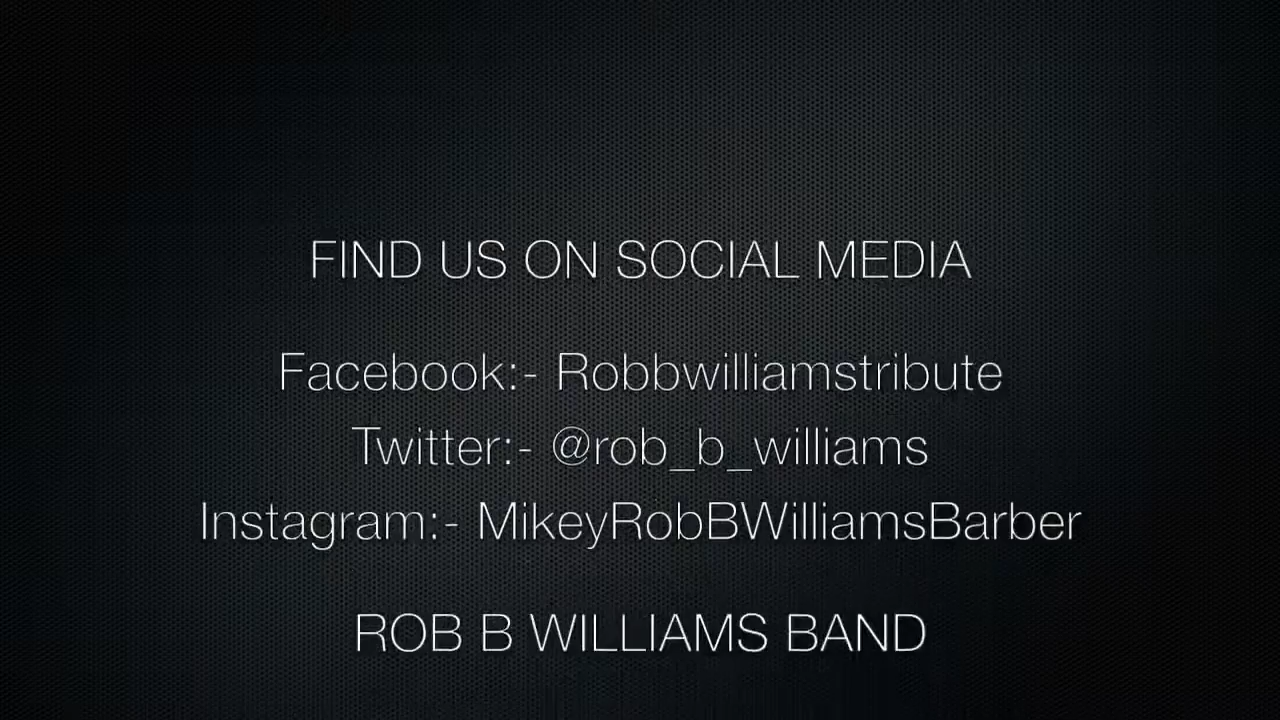 FIND US ON SOCIAL MEDIA
Facebook:- Robbwilliamstribute
Twitter:- @rob_b_williams
Instagram:- MikeyRobBWilliamsBarber
ROB B WILLIAMS BAND